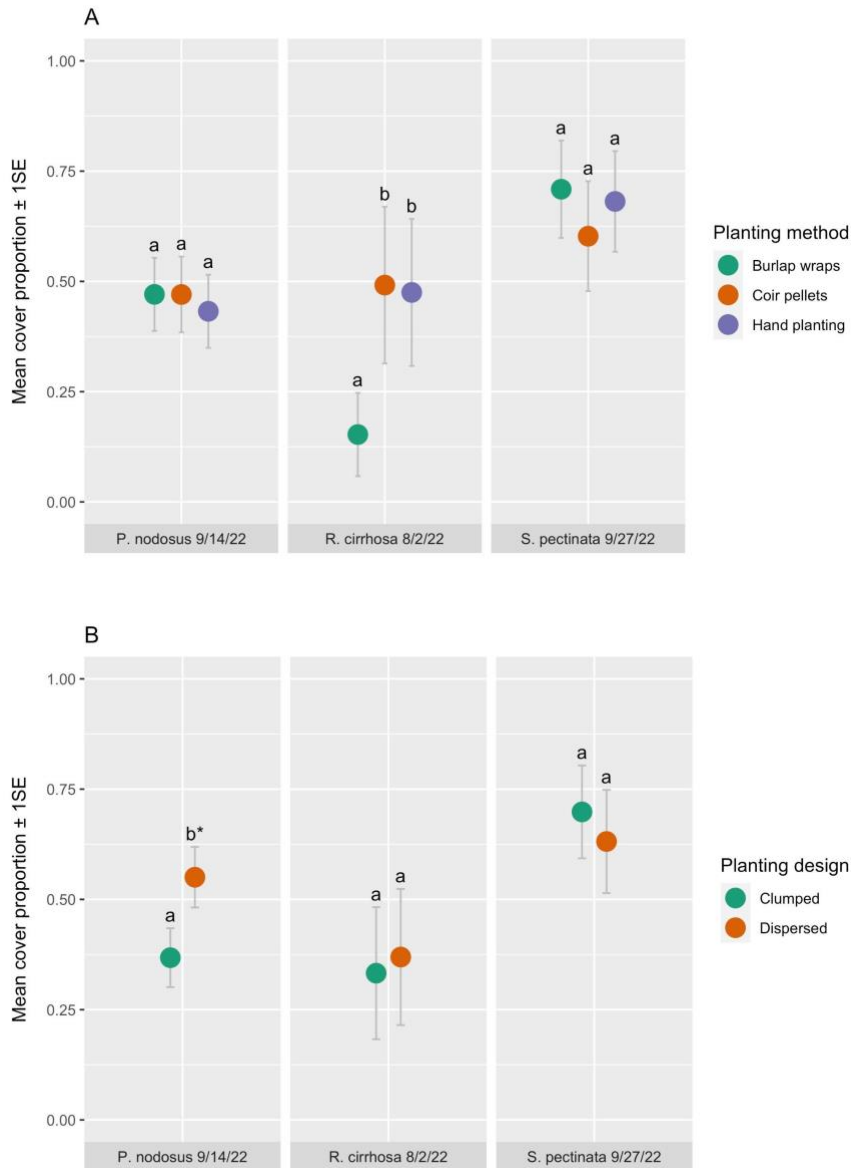 A
1.00
0.75
0.50
0.25
0.00
Mean cover proportion ± 1SE
a a a
a b b
a a a
P. nodosus 9/14/22 R. cirrhosa 8/2/22 S. pectinata 9/27/22
Planting method
Burlap wraps
Coir pellets
Hand planting
B
1.00
0.75
0.50
0.25
0.00
Mean cover proportion ± 1SE
a b*
a a
a a
P. nodosus 9/14/22 R. cirrhosa 8/2/22 S. pectinata 9/27/22
Planting design
Clumped
Dispersed